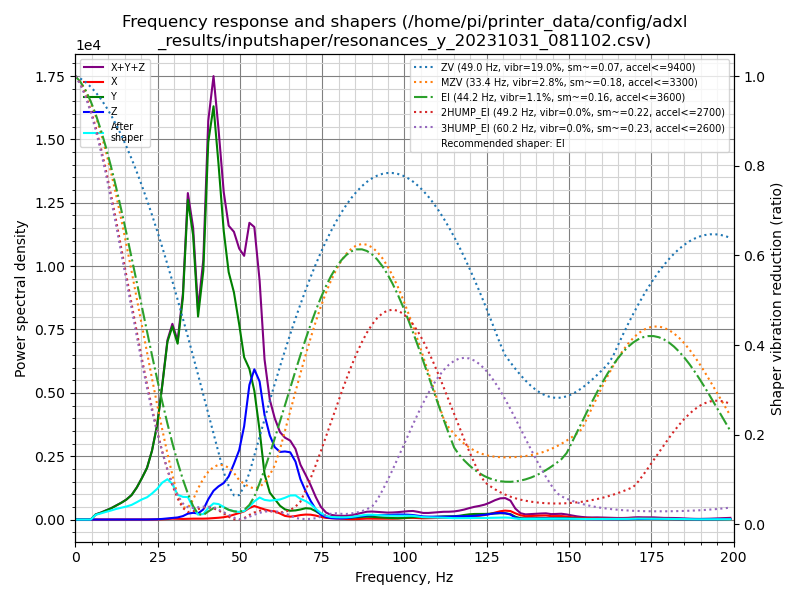 Frequency response and shapers (/home/pi/printer_data/config/adxl
_results/inputshaper/resonances_y_20231031_081102.csv)
1e4
X+Y+Z
X
Y
Z
After
shaper
ZV (49.0 Hz, vibr=19.0%, sm~=0.07, accel<=9400)
MZV (33.4 Hz, vibr=2.8%, sm~=0.18, accel<=3300)
EI (44.2 Hz, vibr=1.1%, sm~=0.16, accel<=3600)
2HUMP_EI (49.2 Hz, vibr=0.0%, sm~=0.22, accel<=2700)
3HUMP_EI (60.2 Hz, vibr=0.0%, sm~=0.23, accel<=2600)
Recommended shaper: EI
Power spectral density
1.75
1.50
1.25
1.00
0.75
0.50
0.25
0.00
1.0
0.8
0.6
0.4
0.2
0.0
Shaper vibration reduction (ratio)
0 25 50 75 100 125 150 175 200
Frequency, Hz